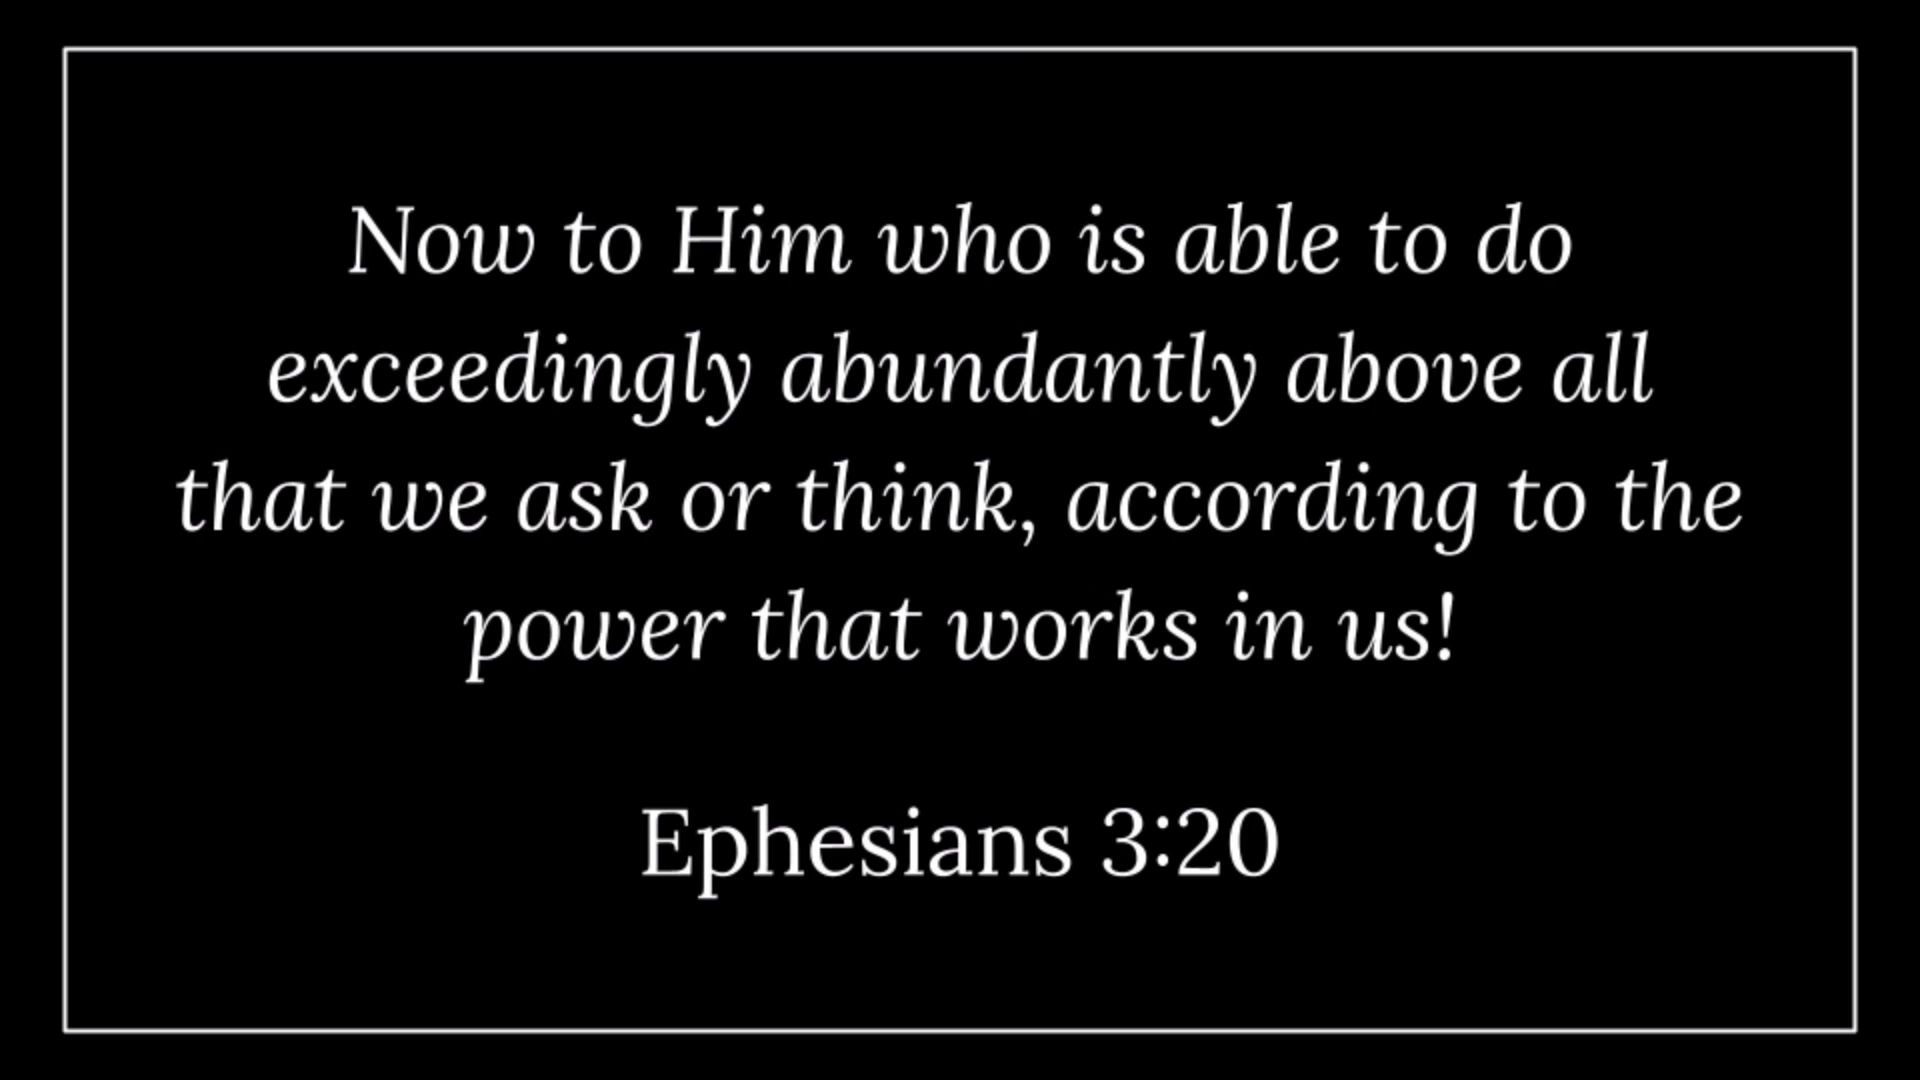 Now to Him who is able to do
exceedingly abundantly above all
that we ask or think, according to the
power that works in us!
Ephesians 3:20